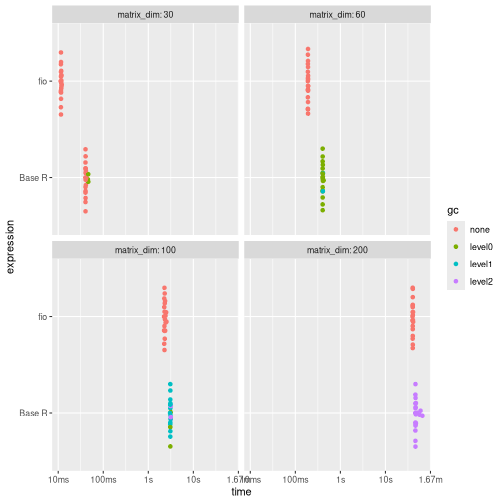 matrix_dim: 30
matrix_dim: 60
fio
Base R
matrix_dim: 100
matrix_dim: 200
fio
Base R
10ms 100ms 1s 10s 1.67m
10ms 100ms 1s 10s 1.67m
time
expression
gc
none
level0
level1
level2